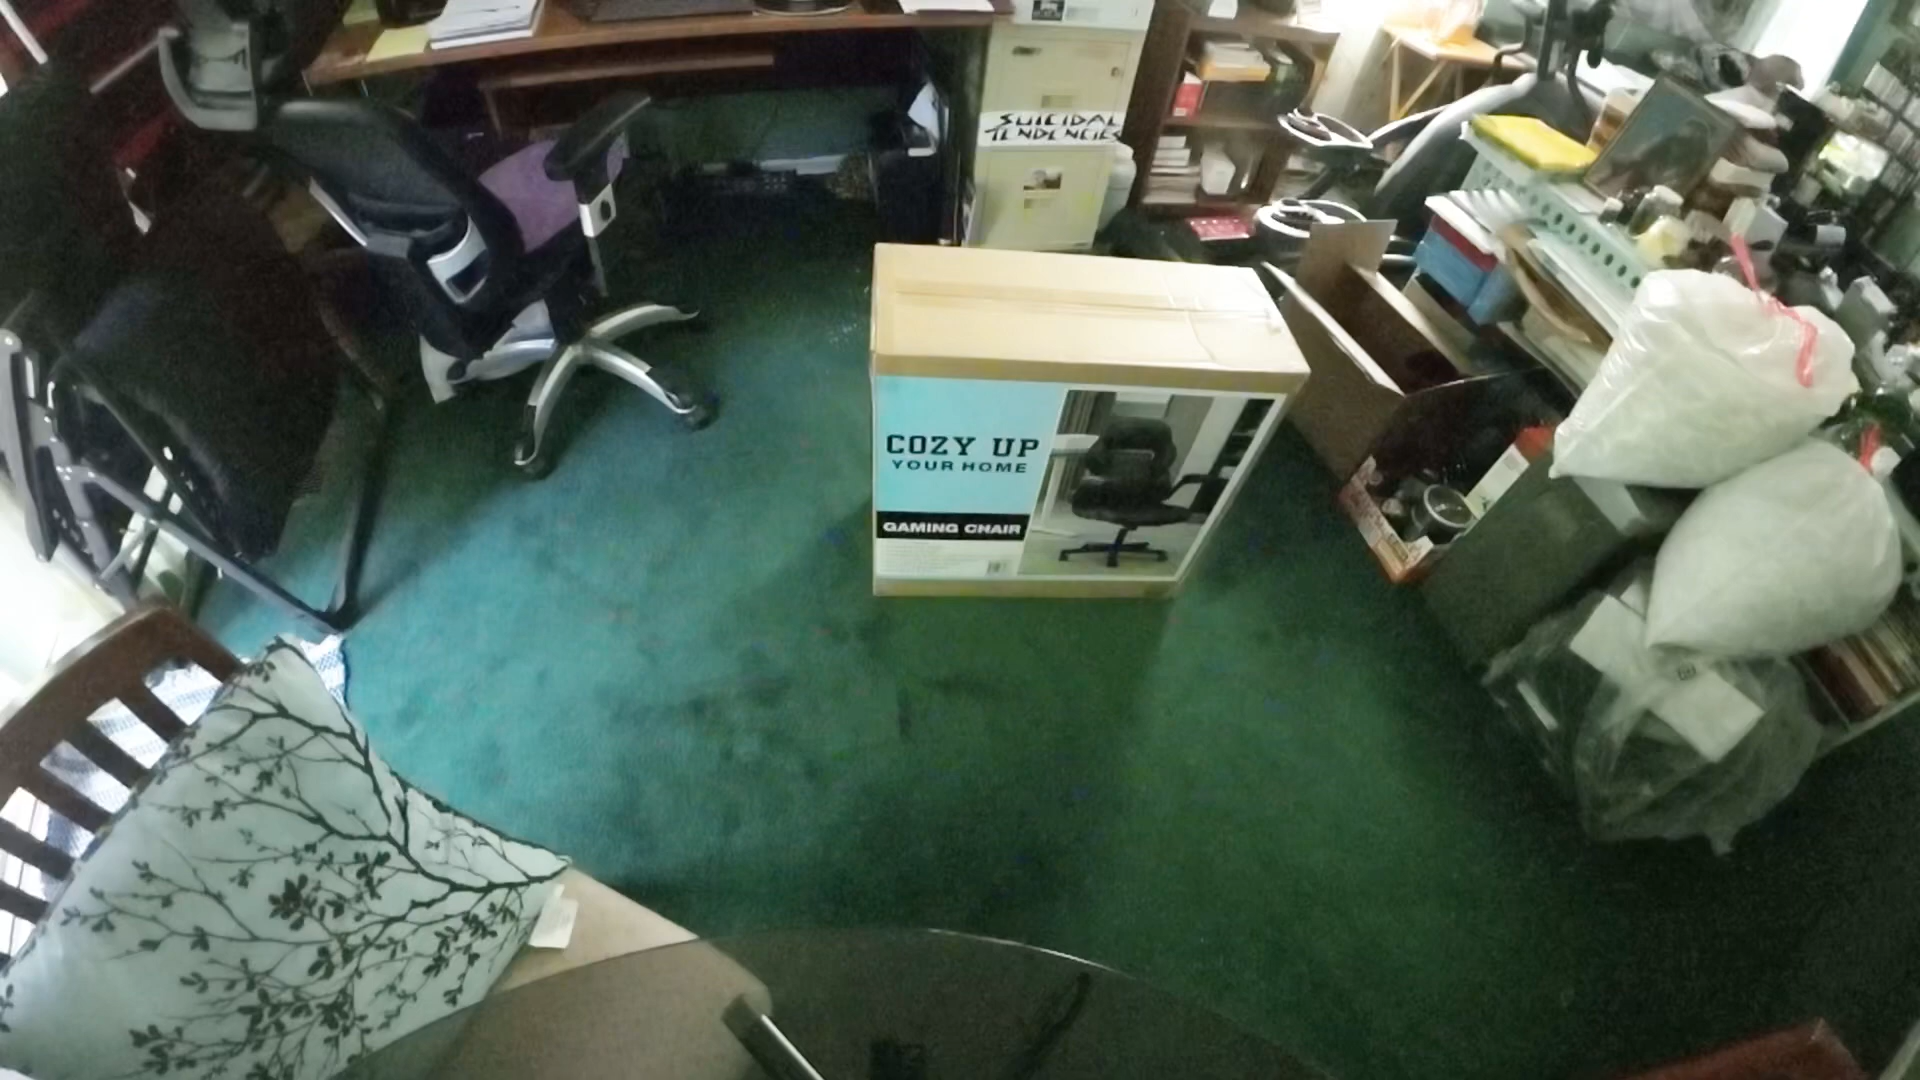 SUICIDAL
TENDENCIES
COZY UP
YOUR HOME
GAMING CHAIR